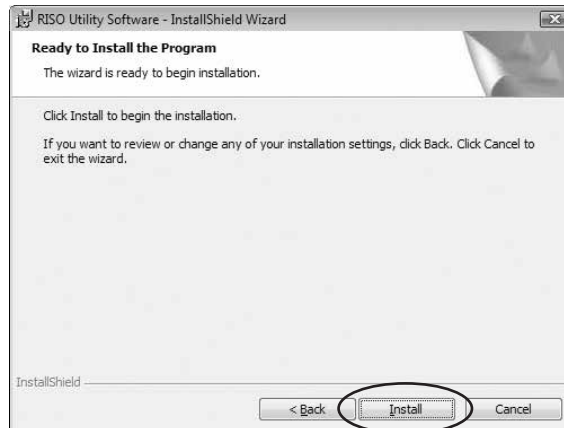 RISO Utility Software - InstallShield Wizard
Ready to Install the Program
The wizard is ready to begin installation.
Click Install to begin the installation.
If you want to review or change any of your installation settings, click Back. Click Cancel to
exit the wizard.
InstallShield
< Back Install Cancel